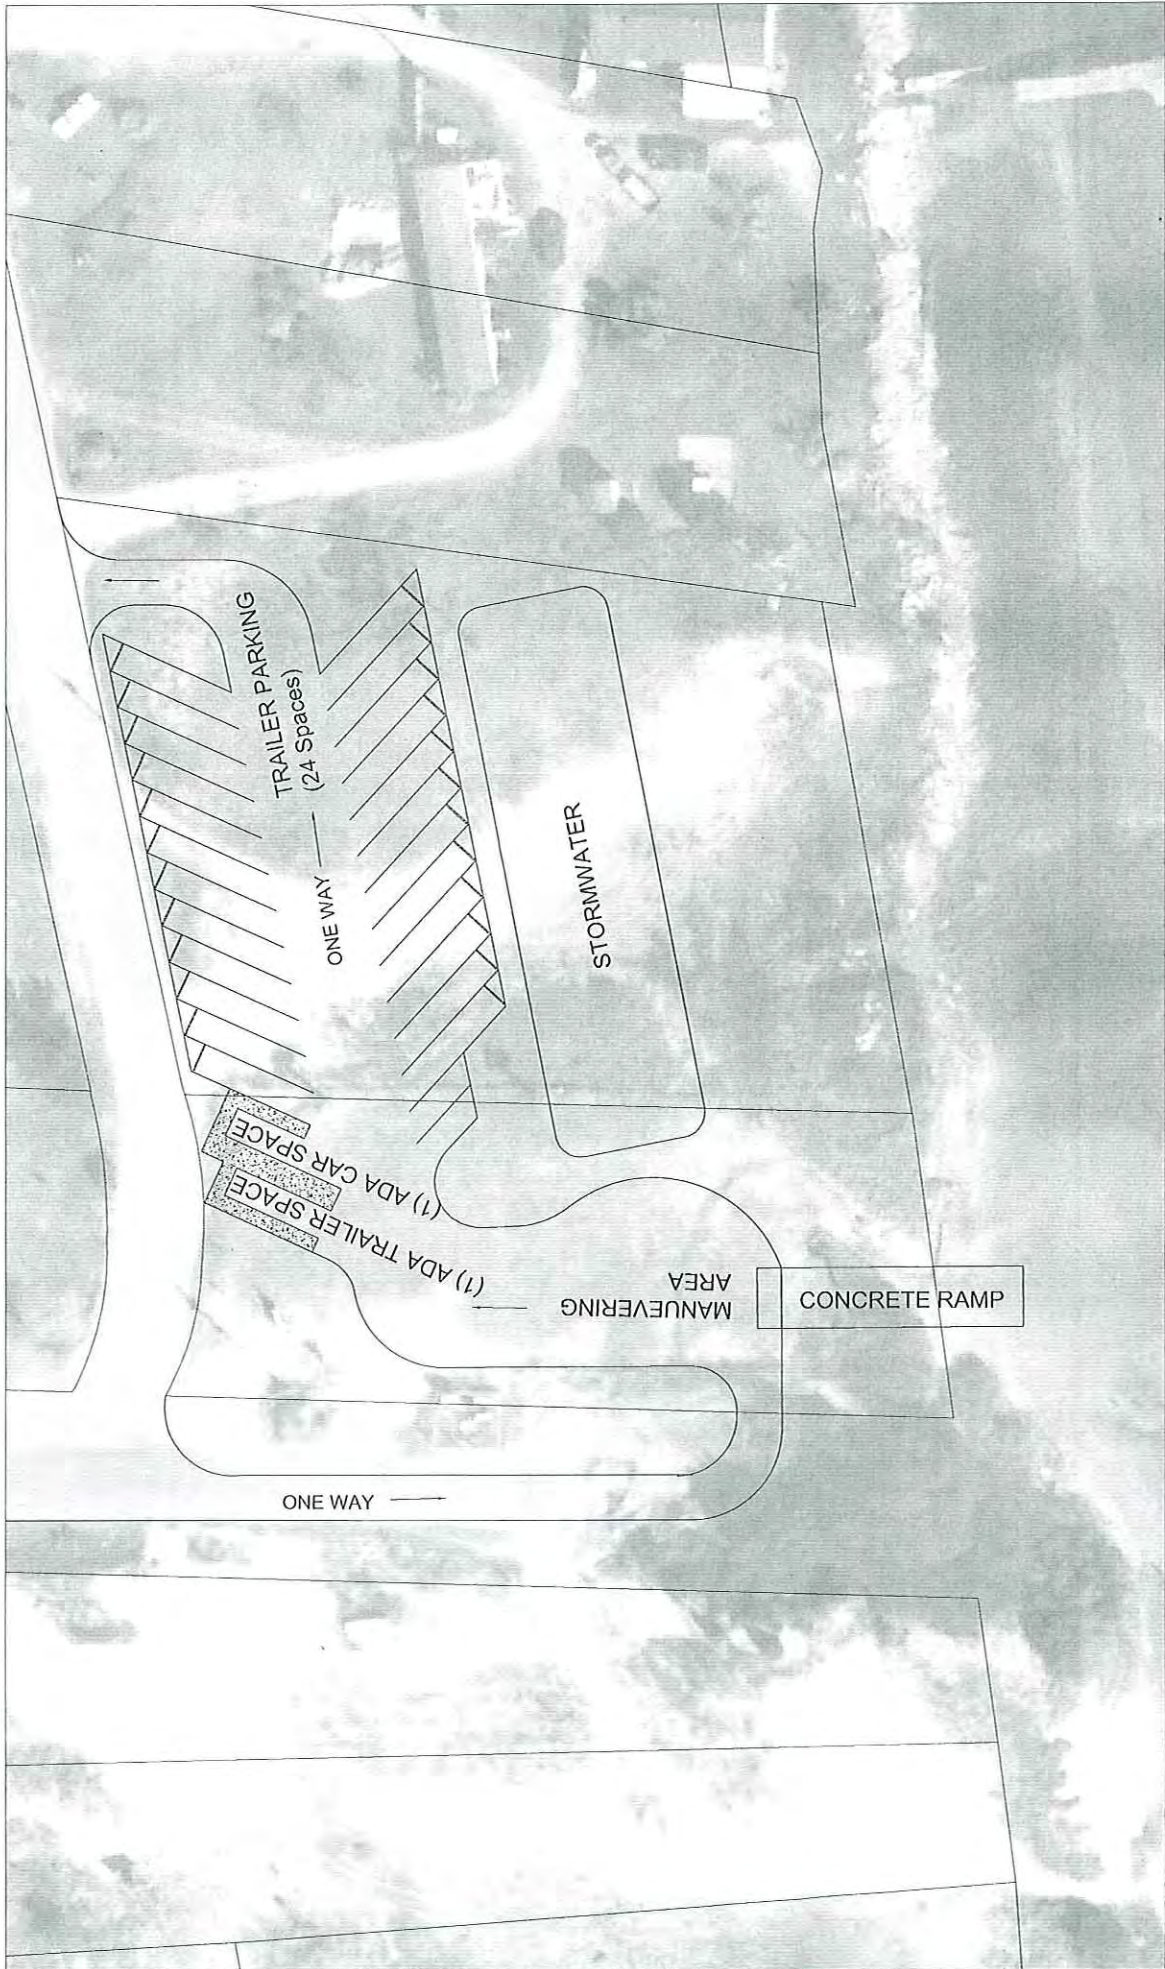 TRAILER PARKING
(24 Spaces)
ONE WAY
STORMWATER
(1) ADA CAR SPACE
(1) ADA TRAILER SPACE
MANUEVERING
AREA
CONCRETE RAMP
ONE WAY